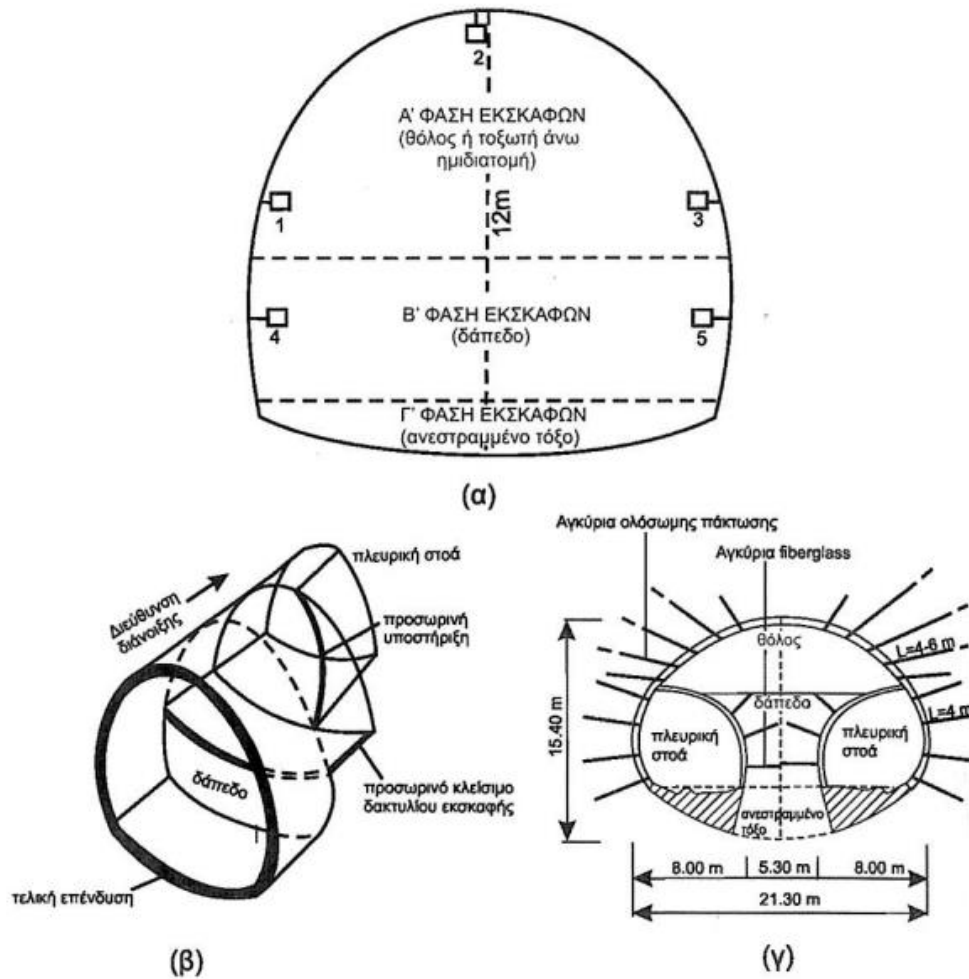 2
Α' ΦΑΣΗ ΕΚΣΚΑΦΩΝ
(θόλος ή τοξωτή άνω
ημιδιατομή)
12m
1
3
Β' ΦΑΣΗ ΕΚΣΚΑΦΩΝ
(δάπεδο)
4
5
Γ' ΦΑΣΗ ΕΚΣΚΑΦΩΝ
(ανεστραμμένο τόξο)
(α)
πλευρική στοά
Διεύθυνση
διάνοιξης
προσωρινή
υποστήριξη
δάπεδο
προσωρινό κλείσιμο
δακτυλίου εκσκαφής
τελική επένδυση
(β)
Αγκύρια ολόσωμης πάκτωσης
Αγκύρια fiberglass
θόλος
L=4-6 m
δάπεδο
L=4 m
πλευρική
στοά
πλευρική
στοά
15.40 m
ανεστραμμένο
τόξο
8.00 m
5.30 m
8.00 m
21.30 m
(γ)